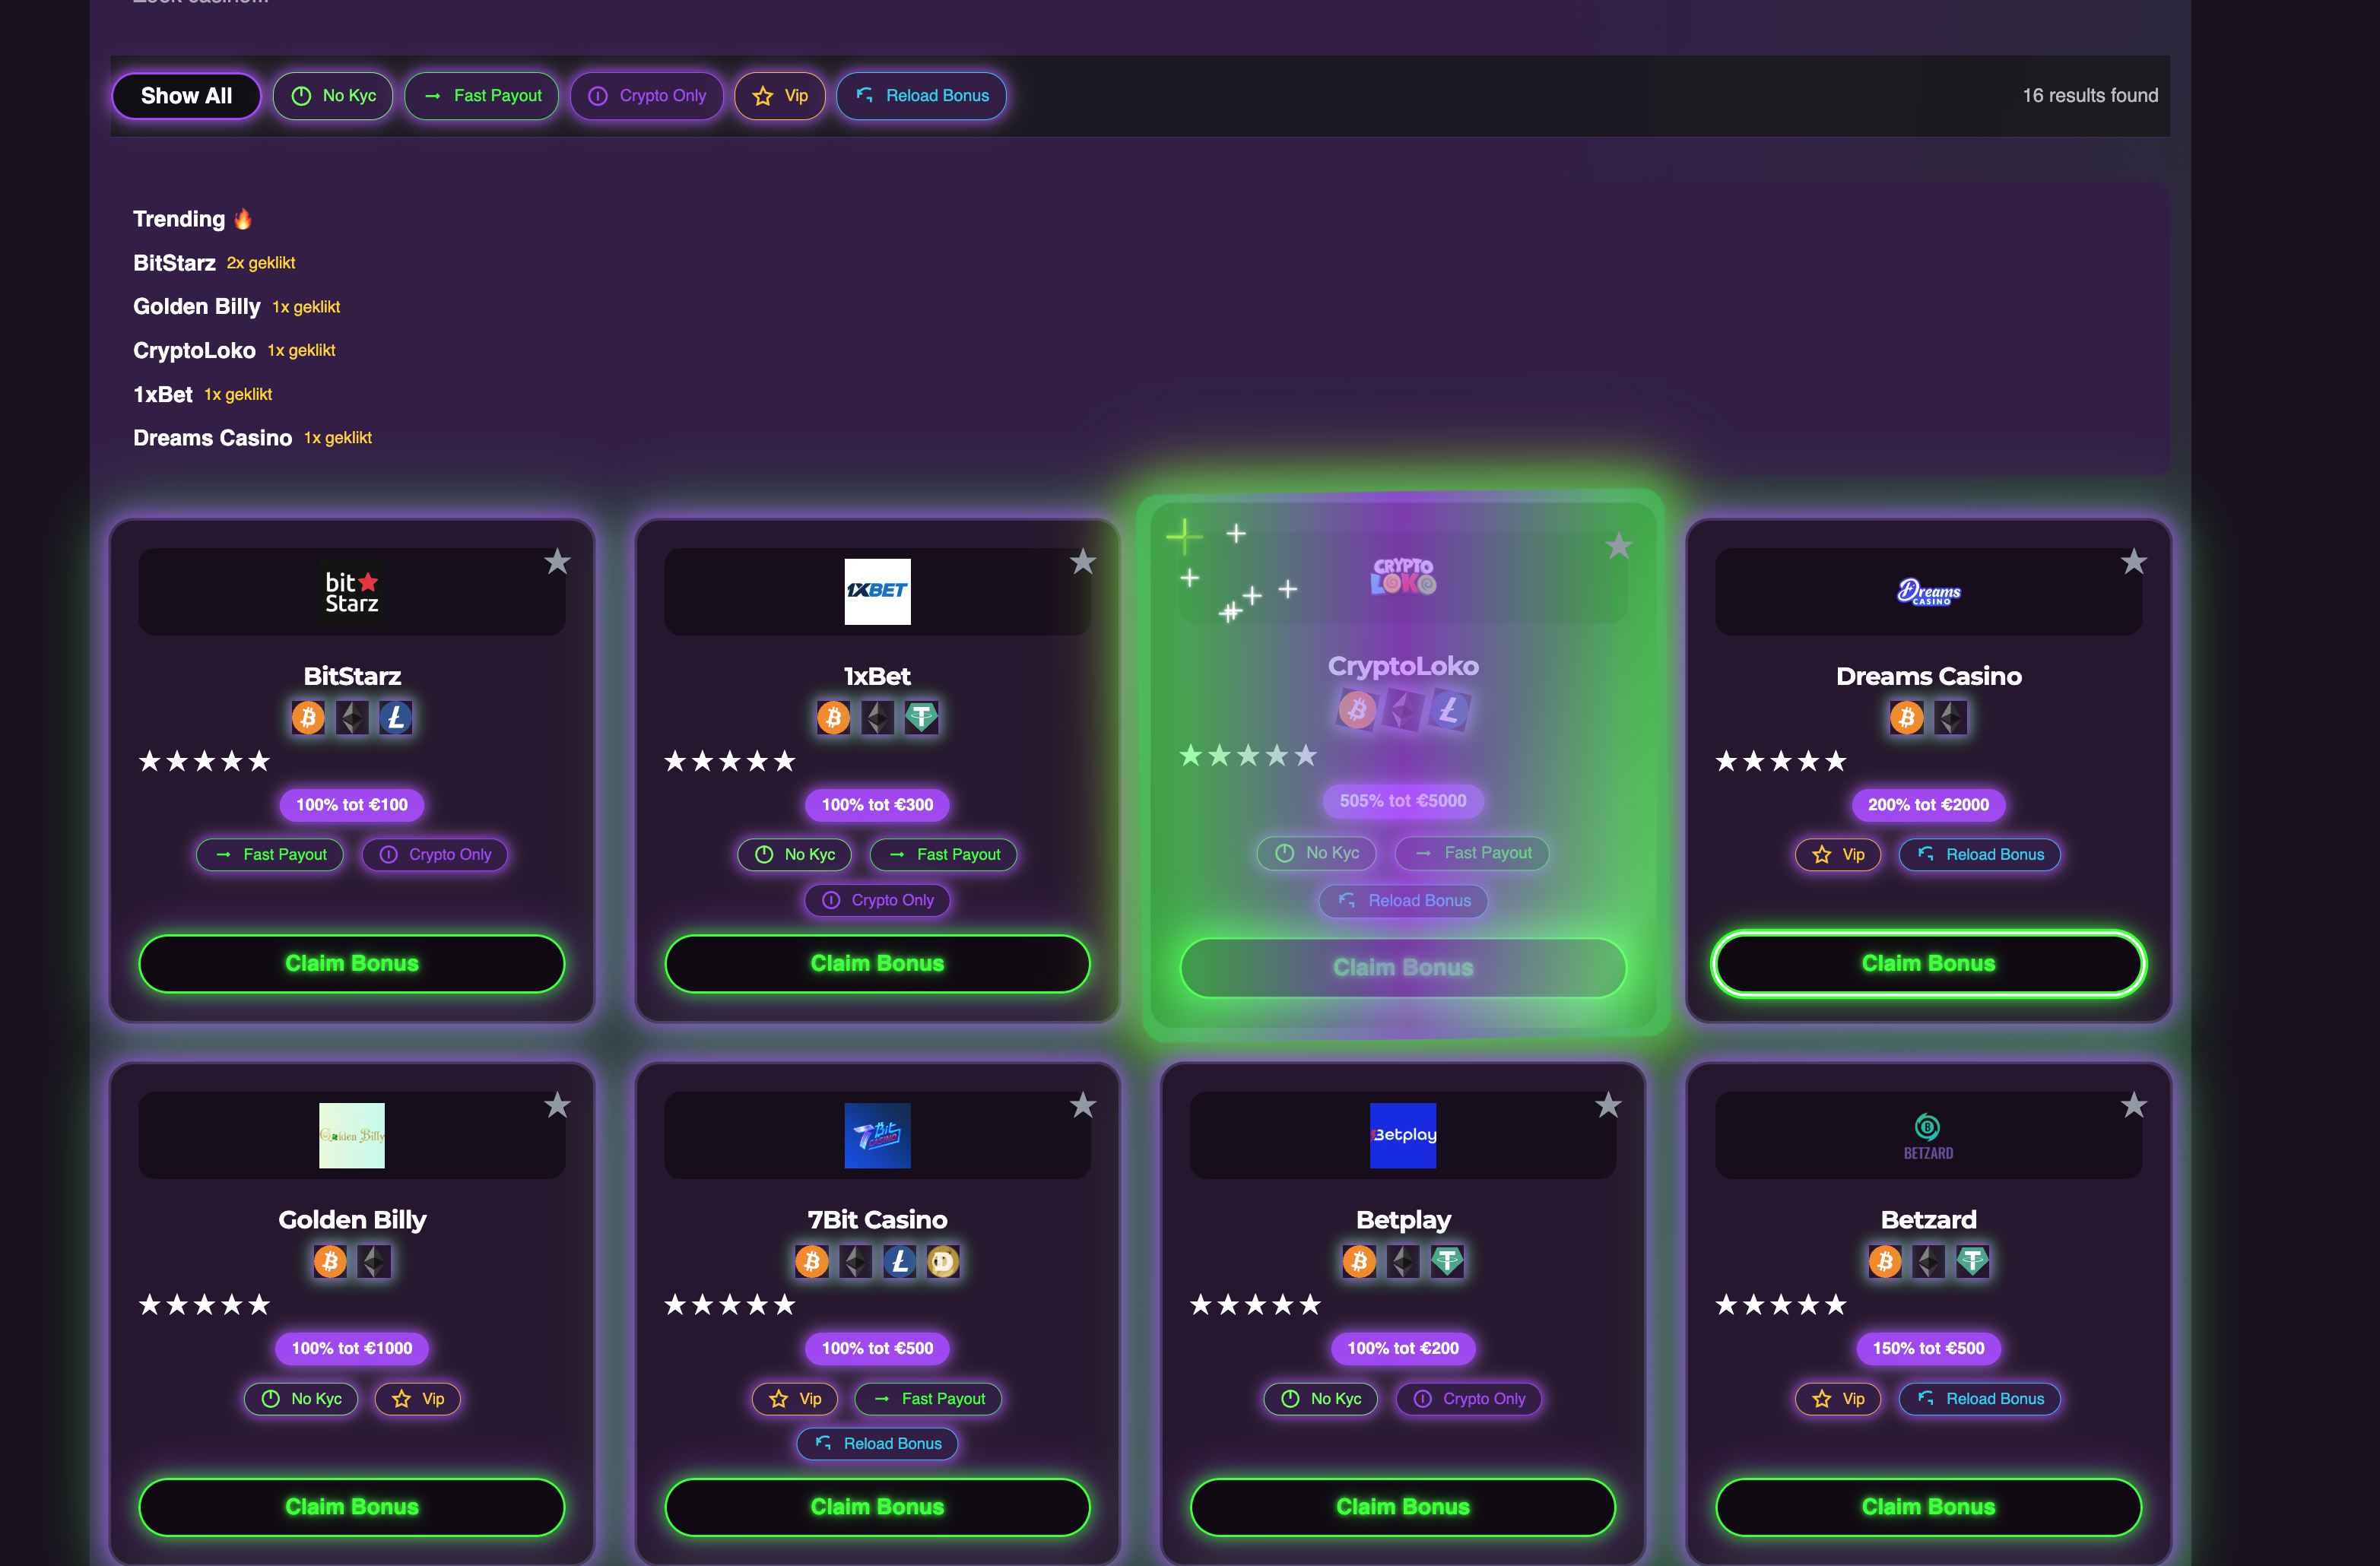 Zoek casino...
Show All No Kyc Fast Payout Crypto Only Vip Reload Bonus 16 results found
Trending 🔥
BitStarz 2x geklikt
Golden Billy 1x geklikt
CryptoLoko 1x geklikt
1xBet 1x geklikt
Dreams Casino 1x geklikt
bit
Starz
BitStarz
100% tot €100
Fast Payout Crypto Only
Claim Bonus
1XBET
1xBet
100% tot €300
No Kyc Fast Payout
Crypto Only
Claim Bonus
CRYPTO
LOKO
CryptoLoko
505% tot €5000
No Kyc Fast Payout
Reload Bonus
Claim Bonus
Dreams
CASINO
Dreams Casino
200% tot €2000
Vip Reload Bonus
Claim Bonus
Golden Billy
Golden Billy
100% tot €1000
No Kyc Vip
Claim Bonus
7Bit
CASINO
7Bit Casino
100% tot €500
Vip Fast Payout
Reload Bonus
Claim Bonus
Betplay
Betplay
100% tot €200
No Kyc Crypto Only
Claim Bonus
BETZARD
Betzard
150% tot €500
Vip Reload Bonus
Claim Bonus